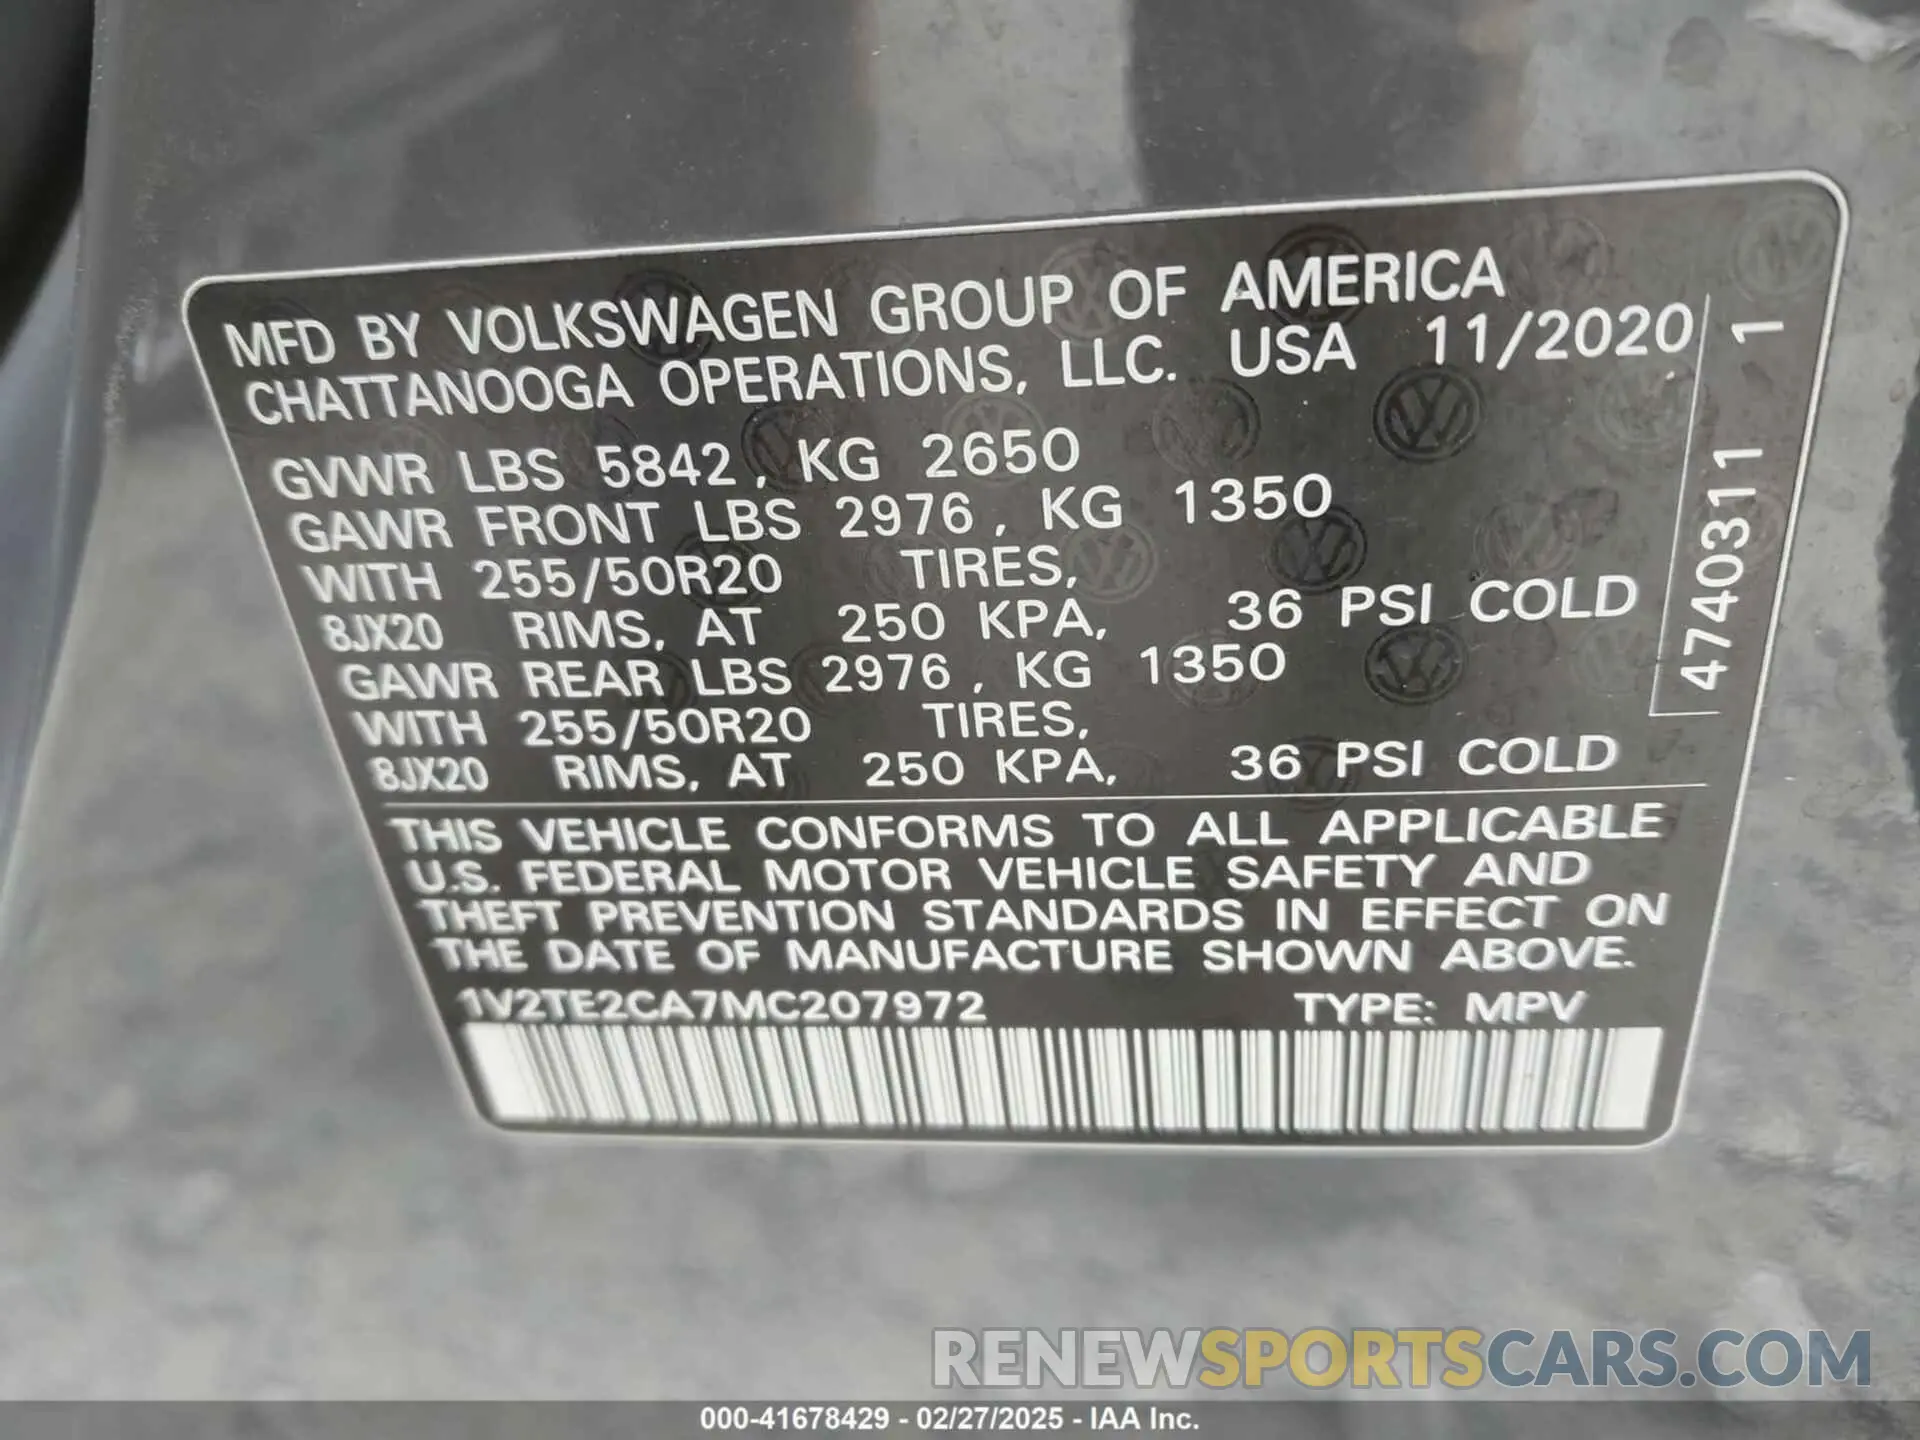 MFD BY VOLKSWAGEN GROUP OF AMERICA
CHATTANOOGA OPERATIONS, LLC. USA 11/2020
GVWR LBS 5842, KG 2650
GAWR FRONT LBS 2976, KG 1350
WITH 255/50R20 TIRES,
8JX20 RIMS, AT 250 KPA, 36 PSI COLD
GAWR REAR LBS 2976, KG 1350
WITH 255/50R20 TIRES,
8JX20 RIMS, AT 250 KPA, 36 PSI COLD
4740311 1
THIS VEHICLE CONFORMS TO ALL APPLICABLE
U.S. FEDERAL MOTOR VEHICLE SAFETY AND
THEFT PREVENTION STANDARDS IN EFFECT ON
THE DATE OF MANUFACTURE SHOWN ABOVE.
1V2TE2CA7MC207972 TYPE: MPV
RENEWSPORTSCARS.COM
000-41678429 - 02/27/2025 - IAA Inc.